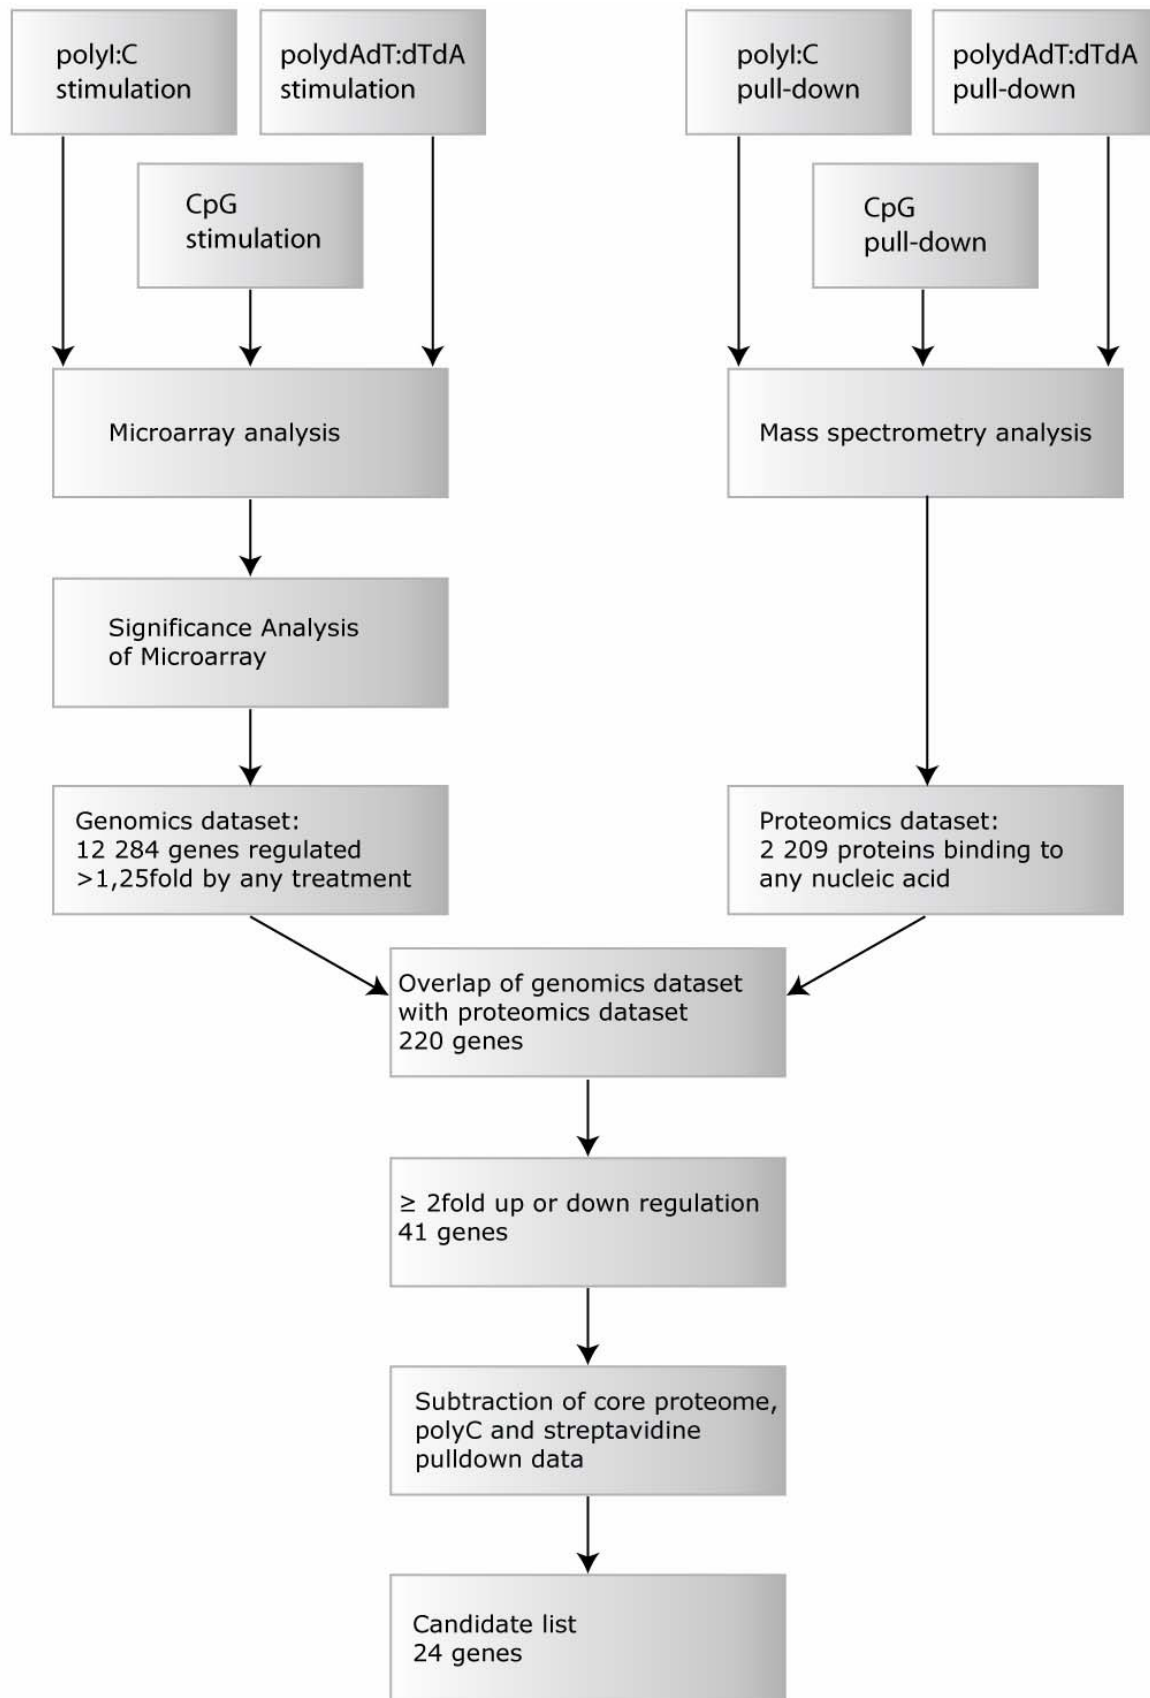 polyI:C
stimulation
polydAdT:dTdA
stimulation
CpG
stimulation
polyI:C
pull-down
polydAdT:dTdA
pull-down
CpG
pull-down
Microarray analysis
Mass spectrometry analysis
Significance Analysis
of Microarray
Genomics dataset:
12 284 genes regulated
>1,25fold by any treatment
Proteomics dataset:
2 209 proteins binding to
any nucleic acid
Overlap of genomics dataset
with proteomics dataset
220 genes
≥ 2fold up or down regulation
41 genes
Subtraction of core proteome,
polyC and streptavidine
pulldown data
Candidate list
24 genes